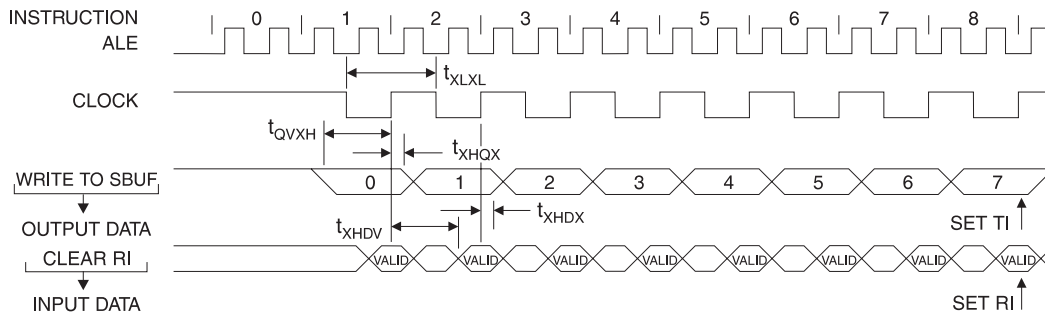 INSTRUCTION 0 1 2 3 4 5 6 7 8
ALE
tXLXL
CLOCK
tQVXH
tXHQX
WRITE TO SBUF 0 1 2 3 4 5 6 7
tXHDX
OUTPUT DATA
tXHDV
SET TI
CLEAR RI VALID VALID VALID VALID VALID VALID VALID VALID
INPUT DATA
SET RI